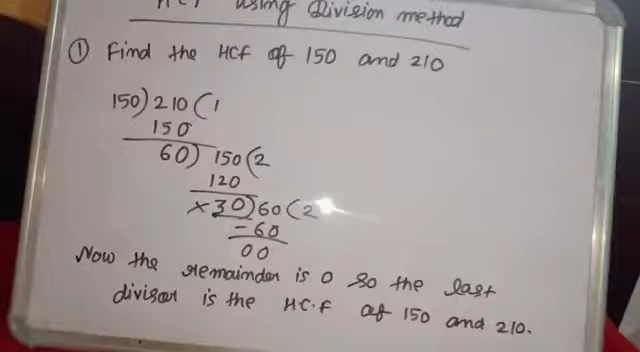 HCF using Division method
① Find the HCF of 150 and 210
150) 210 (1
150
60) 150 (2
120
×30) 60 (2
-60
00
Now the remainder is 0 so the last
divisor is the H.C.F of 150 and 210.